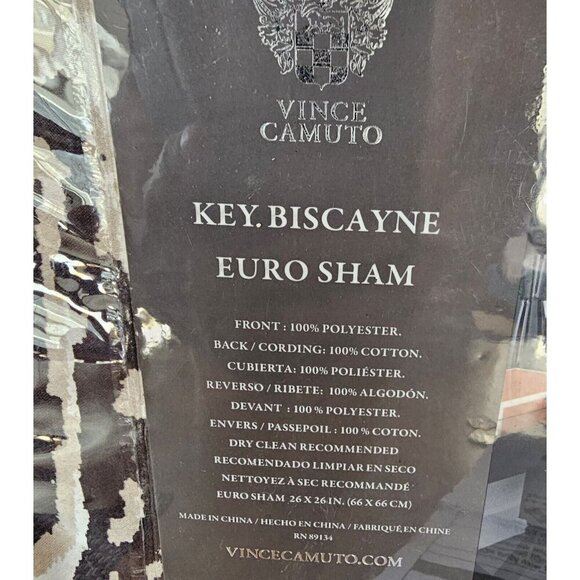 VINCE
CAMUTO
KEY.BISCAYNE
EURO SHAM
FRONT : 100% POLYESTER.
BACK / CORDING: 100% COTTON.
CUBIERTA: 100% POLIÉSTER.
REVERSO / RIBETE: 100% ALGODÓN.
DEVANT : 100 % POLYESTER.
ENVERS / PASSEPOIL : 100 % COTON.
DRY CLEAN RECOMMENDED
RECOMENDADO LIMPIAR EN SECO
NETTOYEZ À SEC RECOMMANDÉ
EURO SHAM 26 X 26 IN. (66 X 66 CM)
MADE IN CHINA / HECHO EN CHINA / FABRIQUÉ EN CHINE
RN 89134
VINCECAMUTO.COM